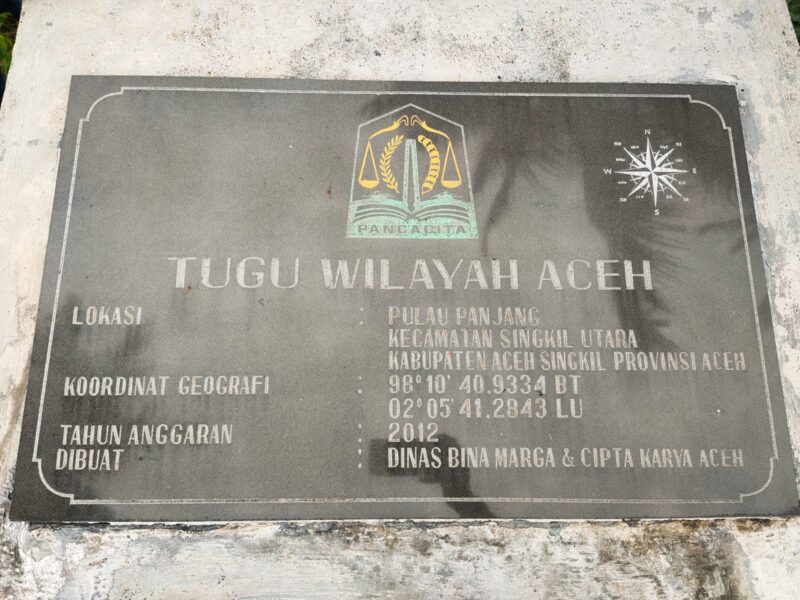 PANCACITA
N
W E
S
TUGU WILAYAH ACEH
LOKASI : PULAU PANJANG
KECAMATAN SINGKIL UTARA
KABUPATEN ACEH SINGKIL PROVINSI ACEH
KOORDINAT GEOGRAFI : 98° 10' 40.9334 BT
02° 05' 41.2843 LU
TAHUN ANGGARAN : 2012
DIBUAT : DINAS BINA MARGA & CIPTA KARYA ACEH